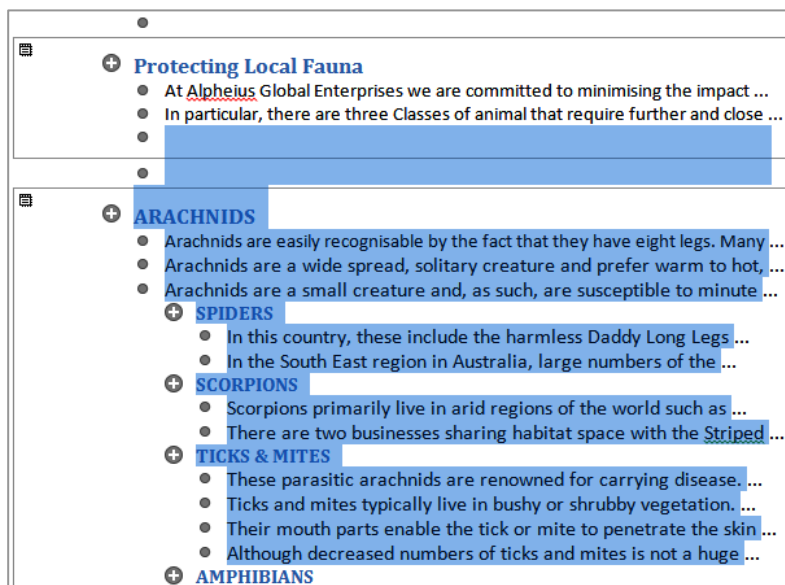 Protecting Local Fauna
At Alpheius Global Enterprises we are committed to minimising the impact ...
In particular, there are three Classes of animal that require further and close ...
ARACHNIDS
Arachnids are easily recognisable by the fact that they have eight legs. Many ...
Arachnids are a wide spread, solitary creature and prefer warm to hot, ...
Arachnids are a small creature and, as such, are susceptible to minute ...
SPIDERS
In this country, these include the harmless Daddy Long Legs ...
In the South East region in Australia, large numbers of the ...
SCORPIONS
Scorpions primarily live in arid regions of the world such as ...
There are two businesses sharing habitat space with the Striped ...
TICKS & MITES
These parasitic arachnids are renowned for carrying disease. ...
Ticks and mites typically live in bushy or shrubby vegetation. ...
Their mouth parts enable the tick or mite to penetrate the skin ...
Although decreased numbers of ticks and mites is not a huge ...
AMPHIBIANS